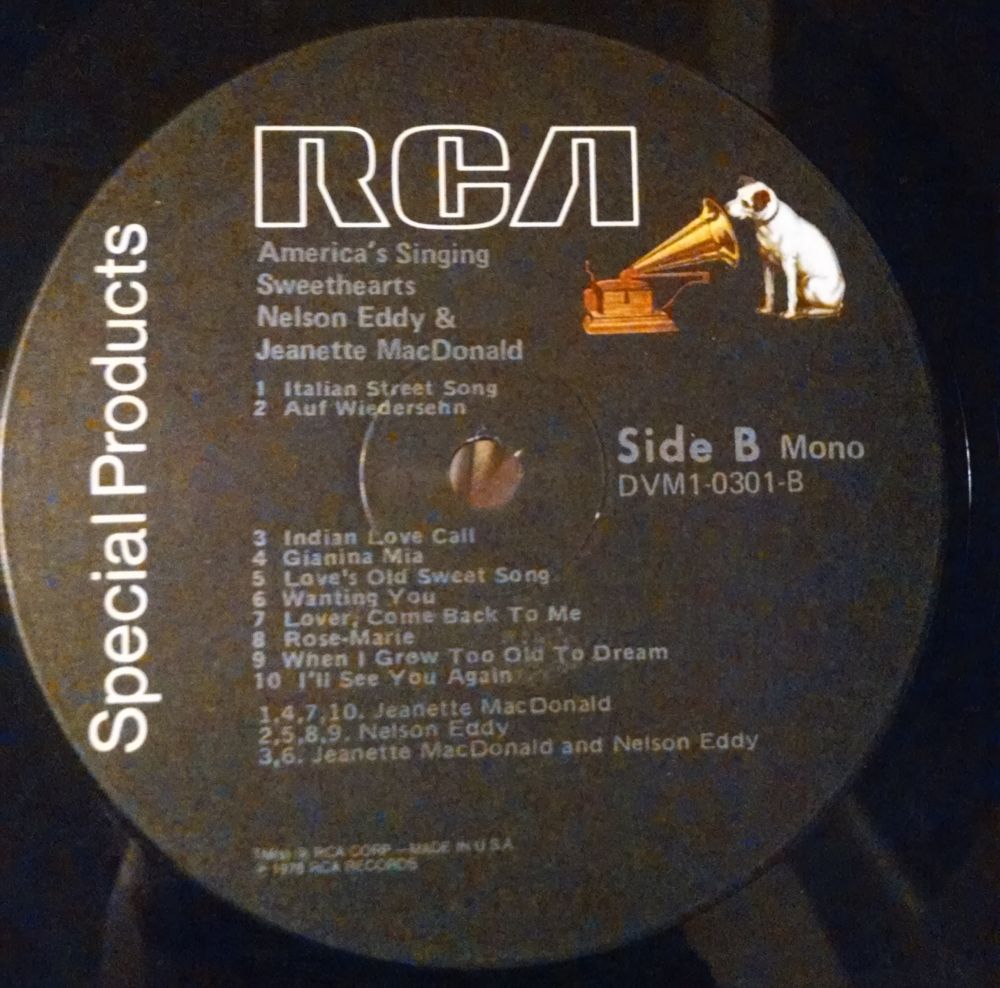 RCA
Special Products
America's Singing
Sweethearts
Nelson Eddy &
Jeanette MacDonald
1 Italian Street Song
2 Auf Wiedersehn
Side B Mono
DVM1-0301-B
3 Indian Love Call
4 Gianina Mia
5 Love's Old Sweet Song
6 Wanting You
7 Lover, Come Back To Me
8 Rose-Marie
9 When I Grow Too Old To Dream
10 I'll See You Again
1,4,7,10. Jeanette MacDonald
2,5,8,9. Nelson Eddy
3,6. Jeanette MacDonald and Nelson Eddy
RCA CORP.—MADE IN U.S.A.
RCA RECORDS